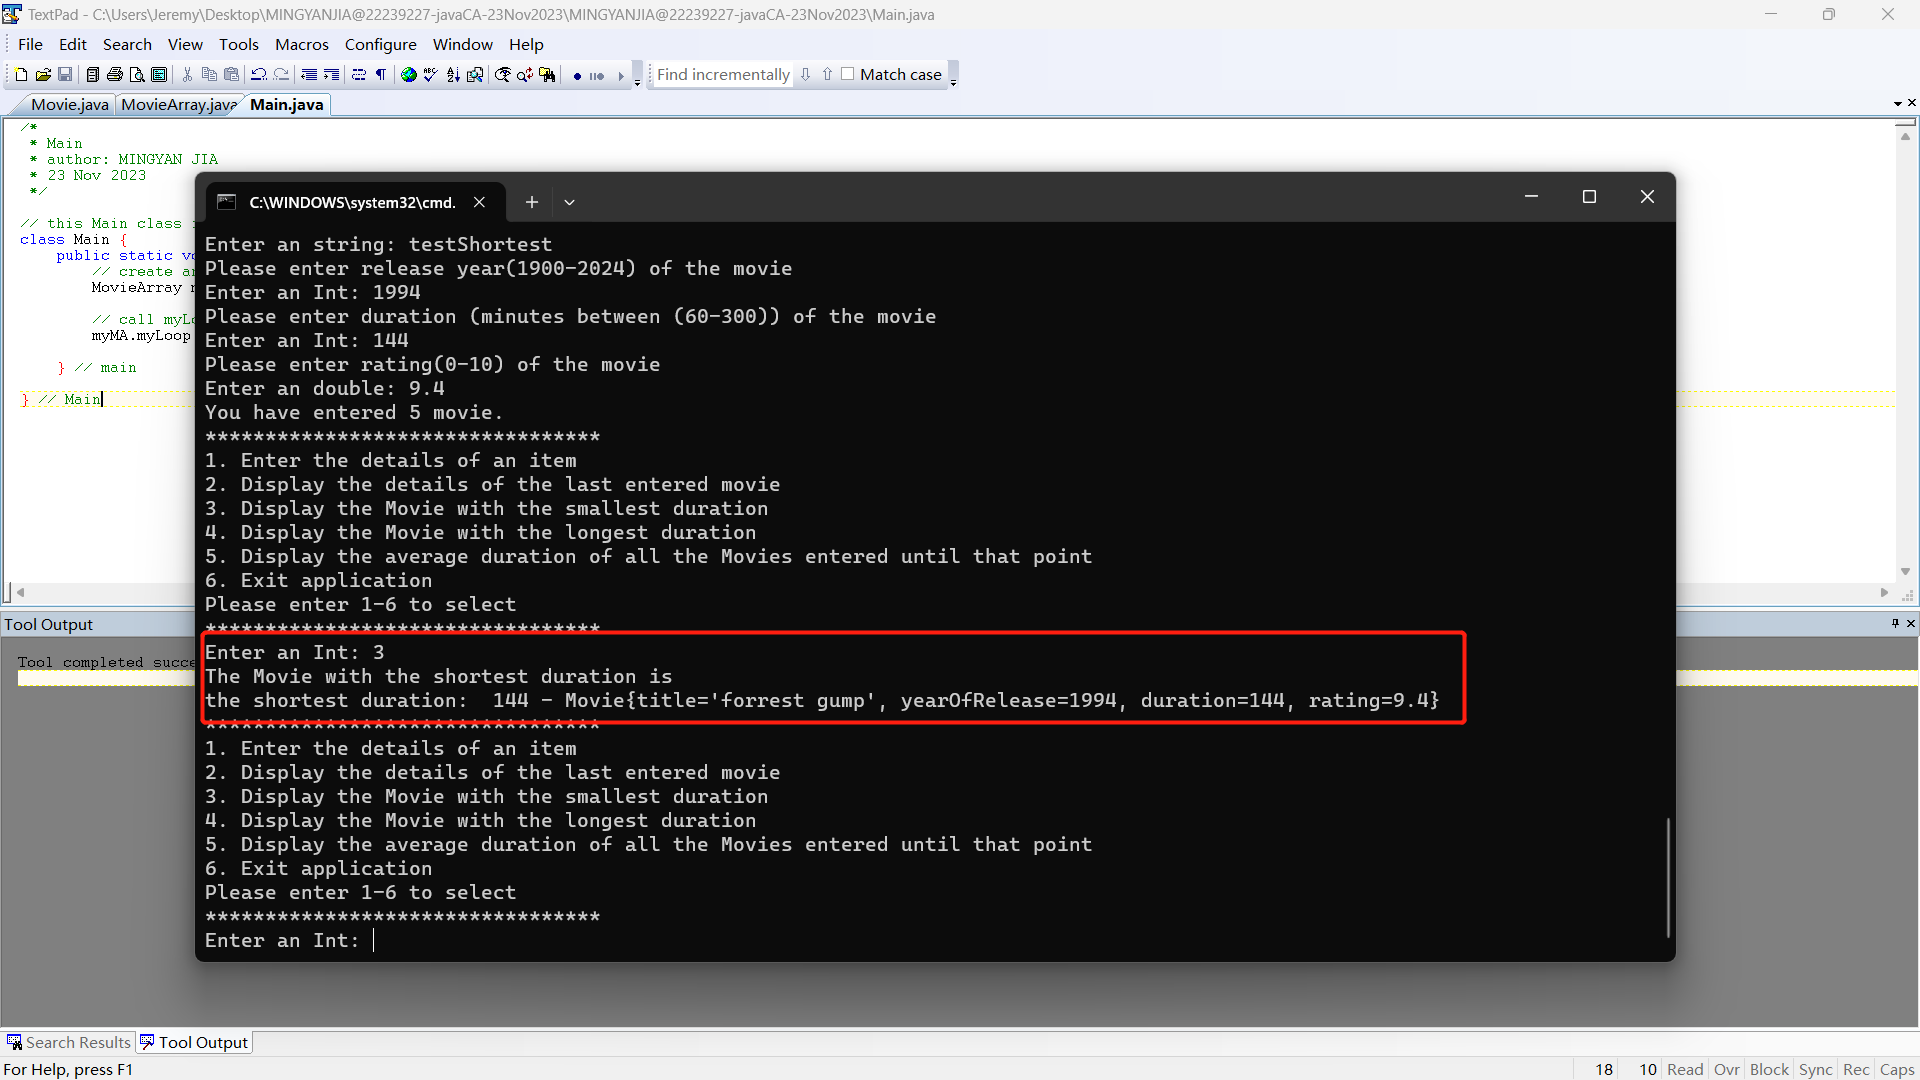 TextPad - C:\Users\Jeremy\Desktop\MINGYANJIA@22239227-javaCA-23Nov2023\MINGYANJIA@22239227-javaCA-23Nov2023\Main.java
File Edit Search View Tools Macros Configure Window Help
Find incrementally Match case
Movie.java MovieArray.java Main.java
/*
* Main
* author: MINGYAN JIA
* 23 Nov 2023
*/
// this Main class
class Main {
public static
// create
MovieArray
// call
myMA.myLoop
} // main
} // Main
C:\WINDOWS\system32\cmd.
Enter an string: testShortest
Please enter release year(1900-2024) of the movie
Enter an Int: 1994
Please enter duration (minutes between (60-300)) of the movie
Enter an Int: 144
Please enter rating(0-10) of the movie
Enter an double: 9.4
You have entered 5 movie.
*********************************
1. Enter the details of an item
2. Display the details of the last entered movie
3. Display the Movie with the smallest duration
4. Display the Movie with the longest duration
5. Display the average duration of all the Movies entered until that point
6. Exit application
Please enter 1-6 to select
*********************************
Enter an Int: 3
The Movie with the shortest duration is
the shortest duration:  144 - Movie{title='forrest gump', yearOfRelease=1994, duration=144, rating=9.4}
*********************************
1. Enter the details of an item
2. Display the details of the last entered movie
3. Display the Movie with the smallest duration
4. Display the Movie with the longest duration
5. Display the average duration of all the Movies entered until that point
6. Exit application
Please enter 1-6 to select
*********************************
Enter an Int:
Tool Output
Tool completed
Search Results Tool Output
For Help, press F1
18 10 Read Ovr Block Sync Rec Caps